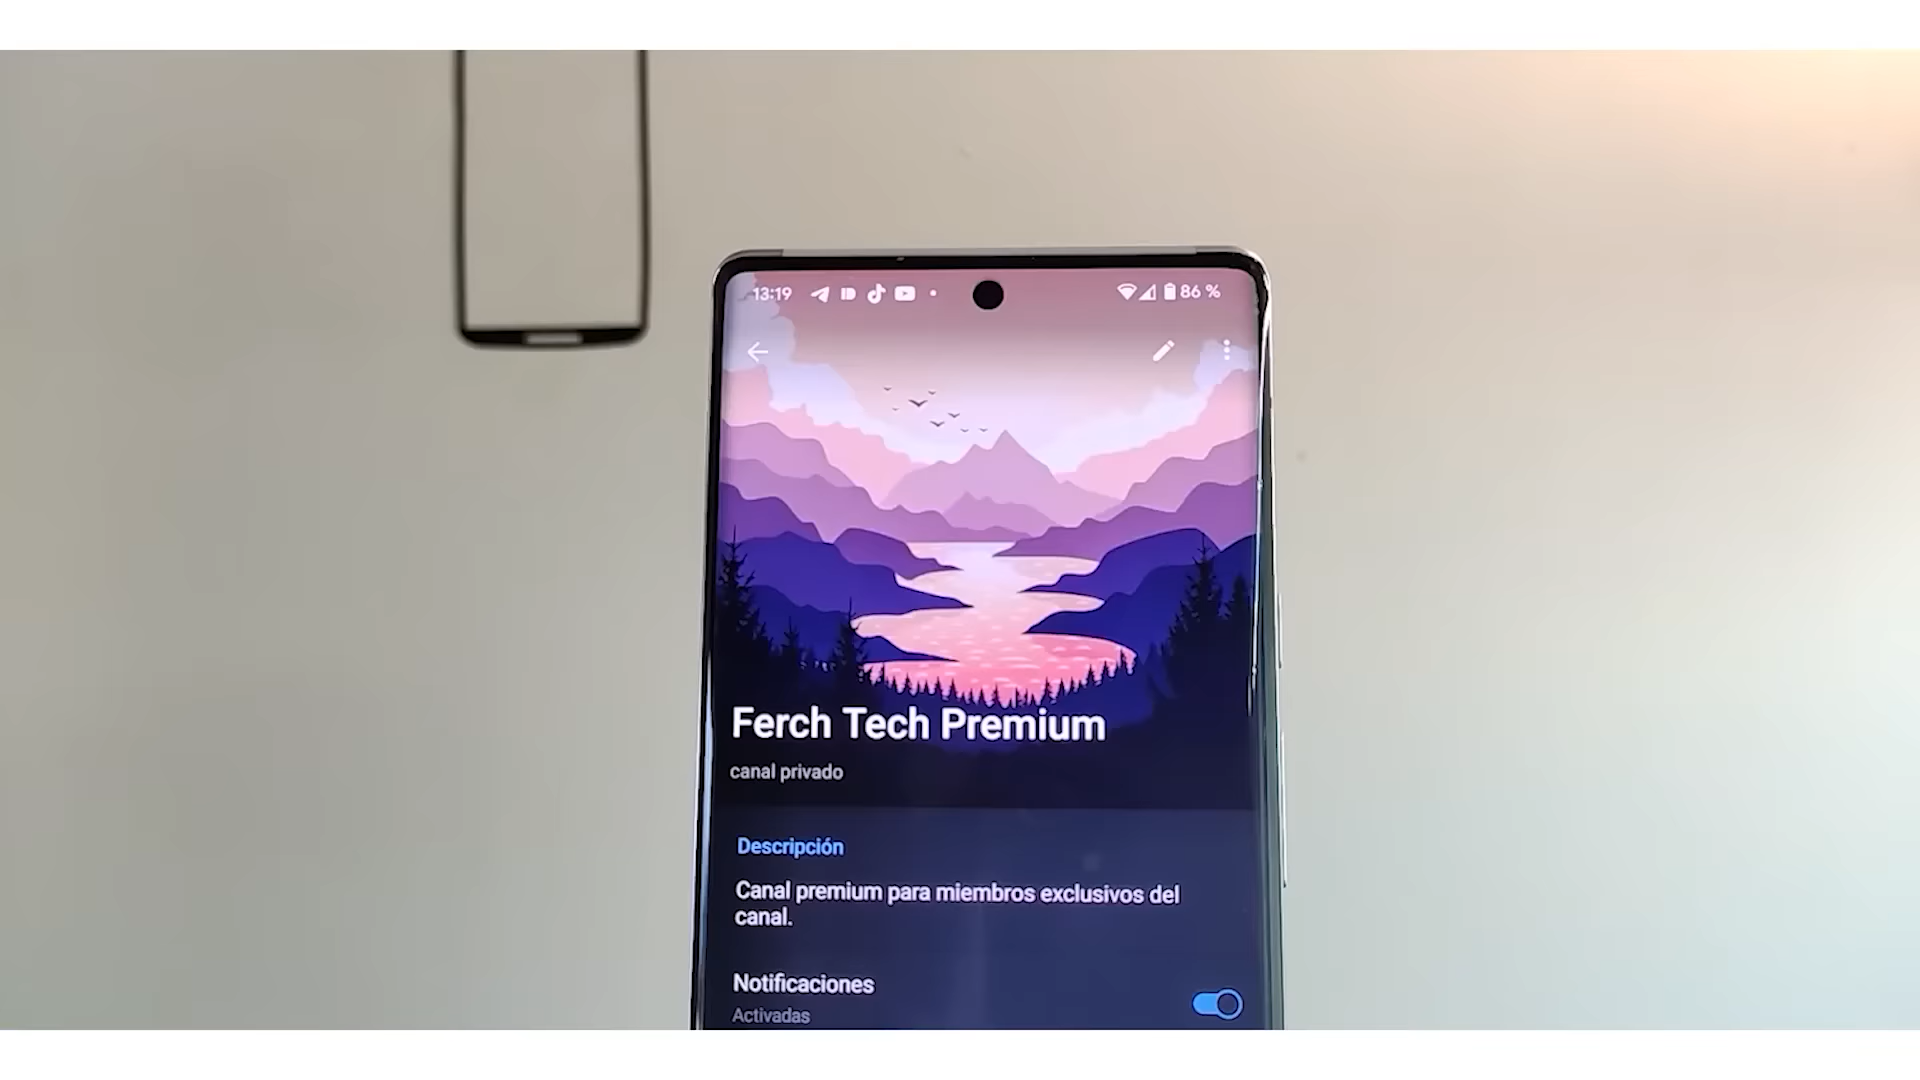 13:19
86 %
Ferch Tech Premium
canal privado
Descripción
Canal premium para miembros exclusivos del
canal.
Notificaciones
Activadas